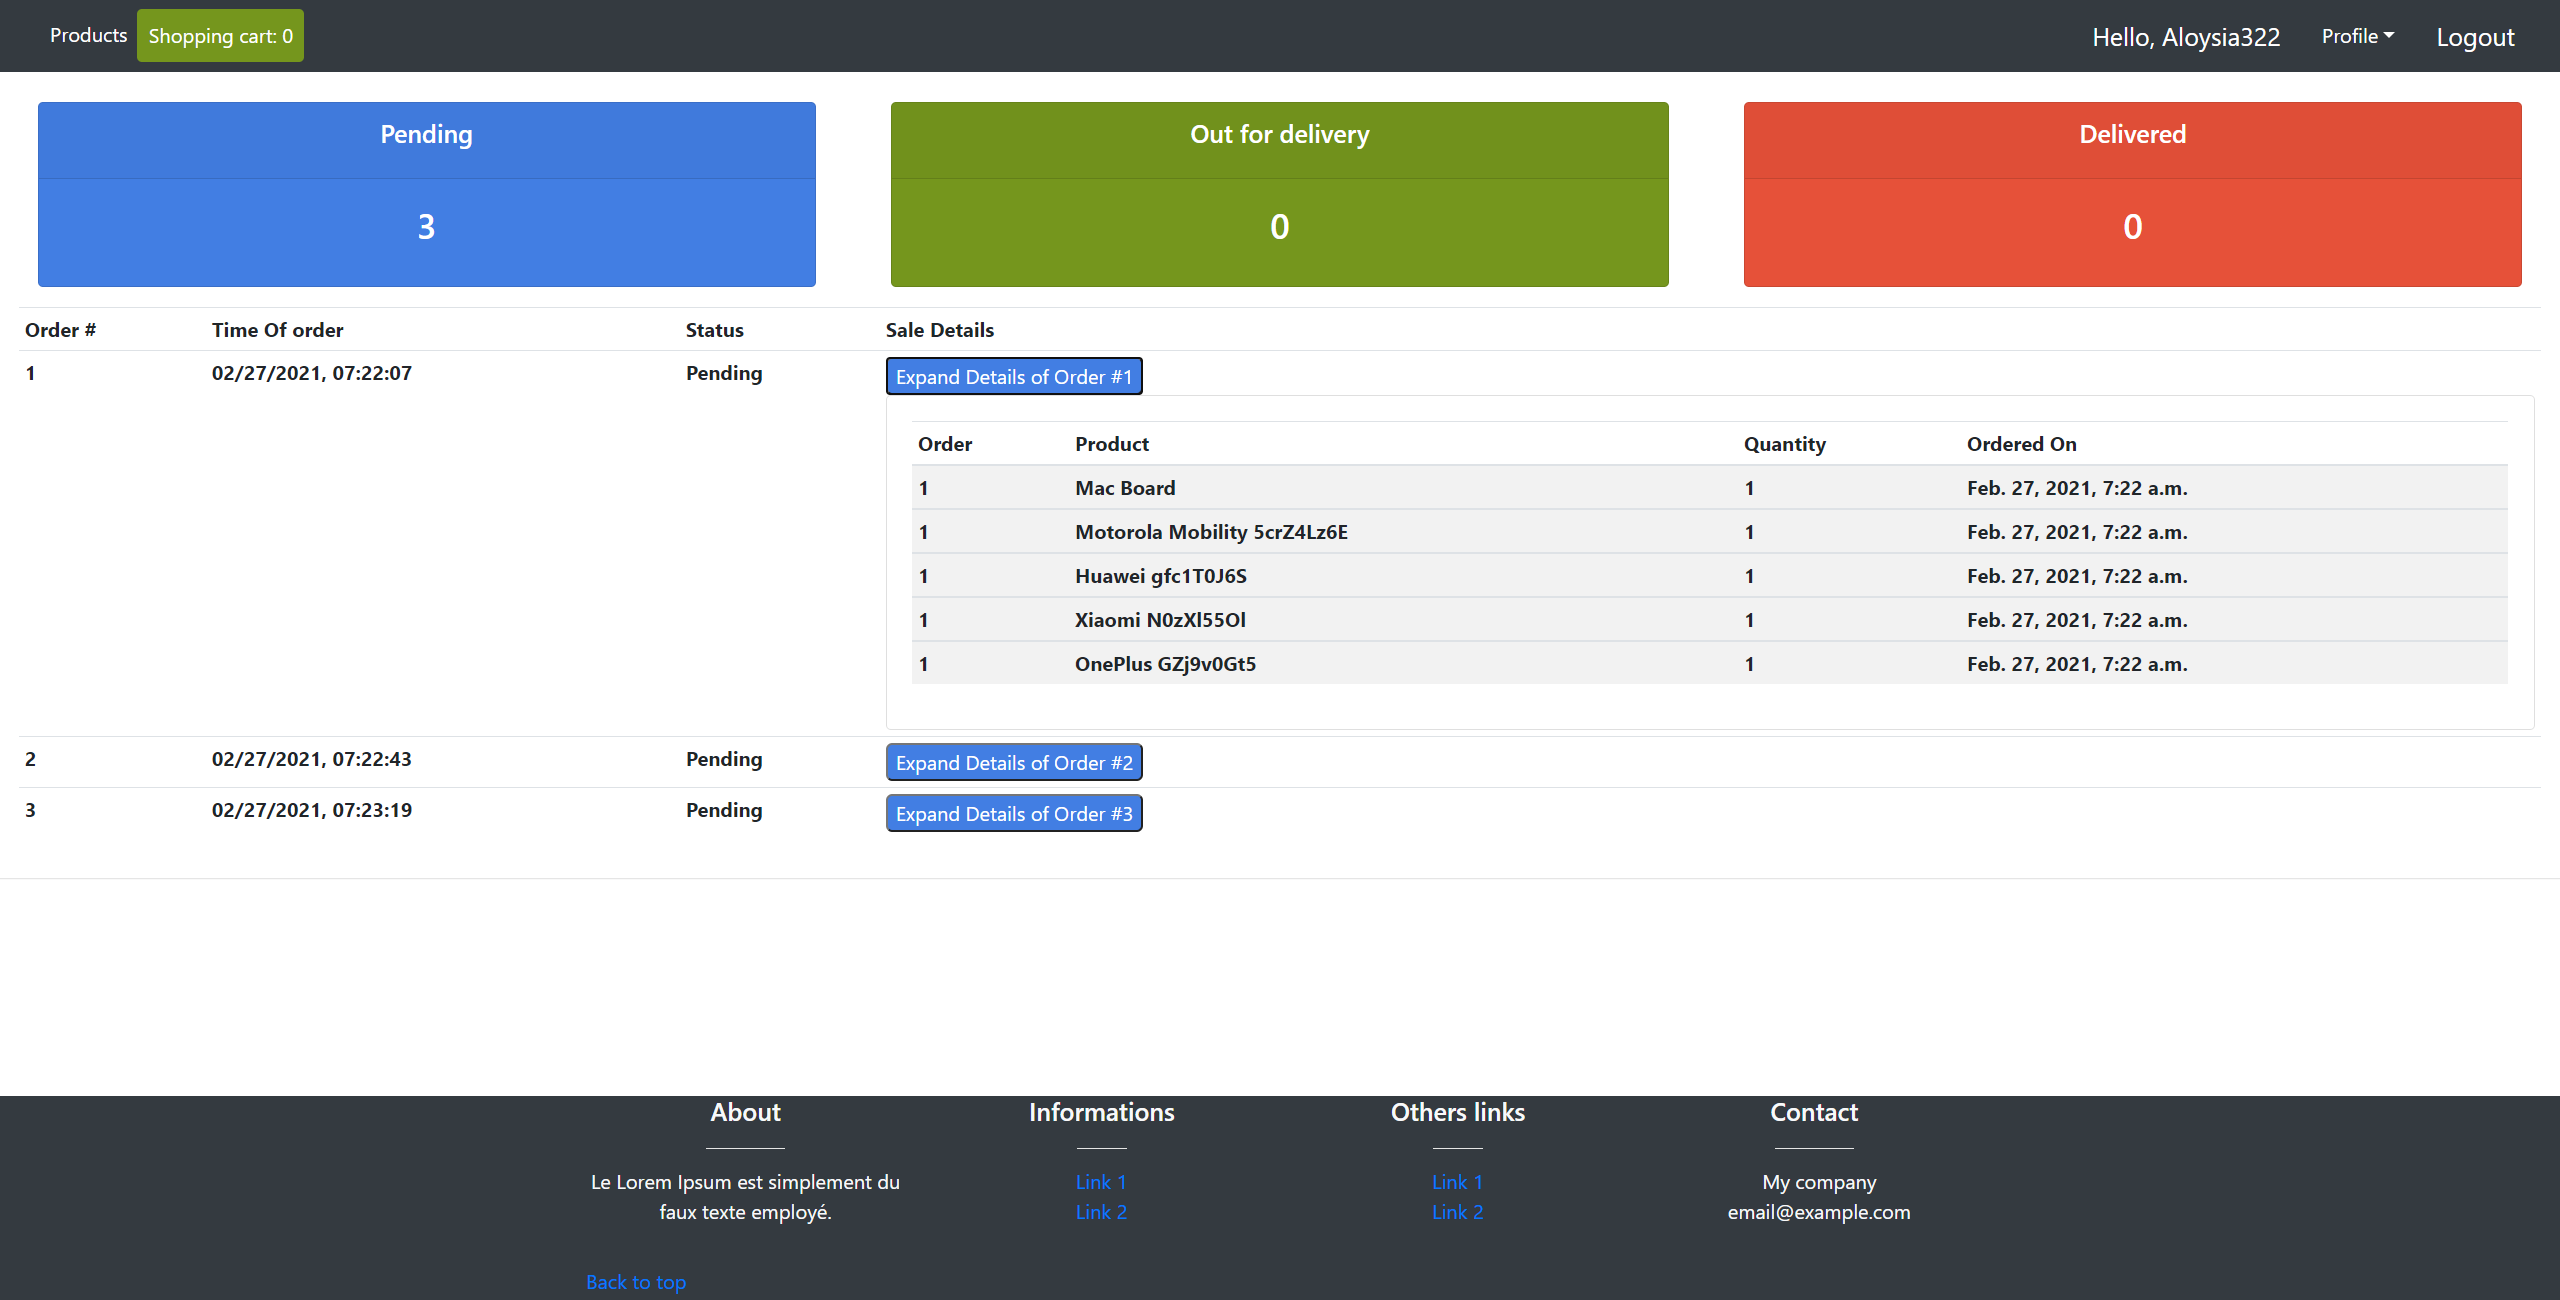 Products Shopping cart: 0 Hello, Aloysia322 Profile Logout
Pending Out for delivery Delivered
3 0 0
Order # Time Of order Status Sale Details
1 02/27/2021, 07:22:07 Pending Expand Details of Order #1
Order Product Quantity Ordered On
1 Mac Board 1 Feb. 27, 2021, 7:22 a.m.
1 Motorola Mobility 5crZ4Lz6E 1 Feb. 27, 2021, 7:22 a.m.
1 Huawei gfc1T0J6S 1 Feb. 27, 2021, 7:22 a.m.
1 Xiaomi N0zXl55Ol 1 Feb. 27, 2021, 7:22 a.m.
1 OnePlus GZj9v0Gt5 1 Feb. 27, 2021, 7:22 a.m.
2 02/27/2021, 07:22:43 Pending Expand Details of Order #2
3 02/27/2021, 07:23:19 Pending Expand Details of Order #3
About Informations Others links Contact
Le Lorem Ipsum est simplement du Link 1 Link 1 My company
faux texte employé. Link 2 Link 2 email@example.com
Back to top